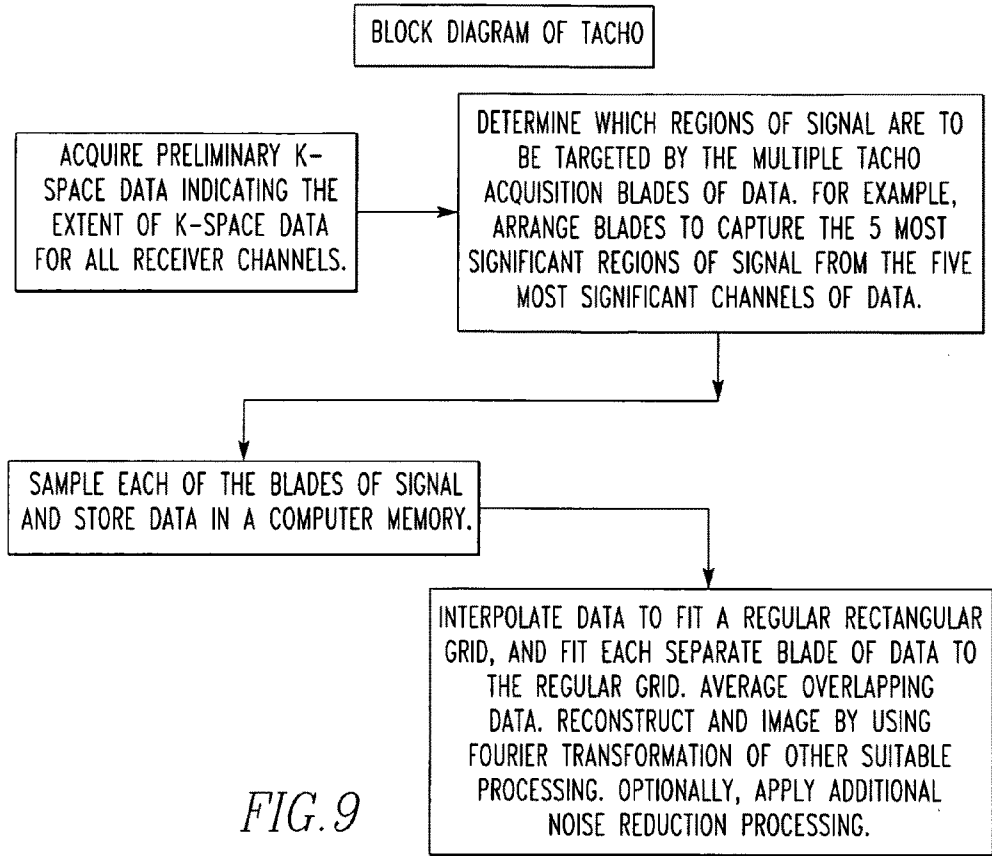 BLOCK DIAGRAM OF TACHO
ACQUIRE PRELIMINARY K-
SPACE DATA INDICATING THE
EXTENT OF K-SPACE DATA
FOR ALL RECEIVER CHANNELS.
DETERMINE WHICH REGIONS OF SIGNAL ARE TO
BE TARGETED BY THE MULTIPLE TACHO
ACQUISITION BLADES OF DATA. FOR EXAMPLE,
ARRANGE BLADES TO CAPTURE THE 5 MOST
SIGNIFICANT REGIONS OF SIGNAL FROM THE FIVE
MOST SIGNIFICANT CHANNELS OF DATA.
SAMPLE EACH OF THE BLADES OF SIGNAL
AND STORE DATA IN A COMPUTER MEMORY.
INTERPOLATE DATA TO FIT A REGULAR RECTANGULAR
GRID, AND FIT EACH SEPARATE BLADE OF DATA TO
THE REGULAR GRID. AVERAGE OVERLAPPING
DATA. RECONSTRUCT AND IMAGE BY USING
FOURIER TRANSFORMATION OF OTHER SUITABLE
PROCESSING. OPTIONALLY, APPLY ADDITIONAL
NOISE REDUCTION PROCESSING.
FIG. 9